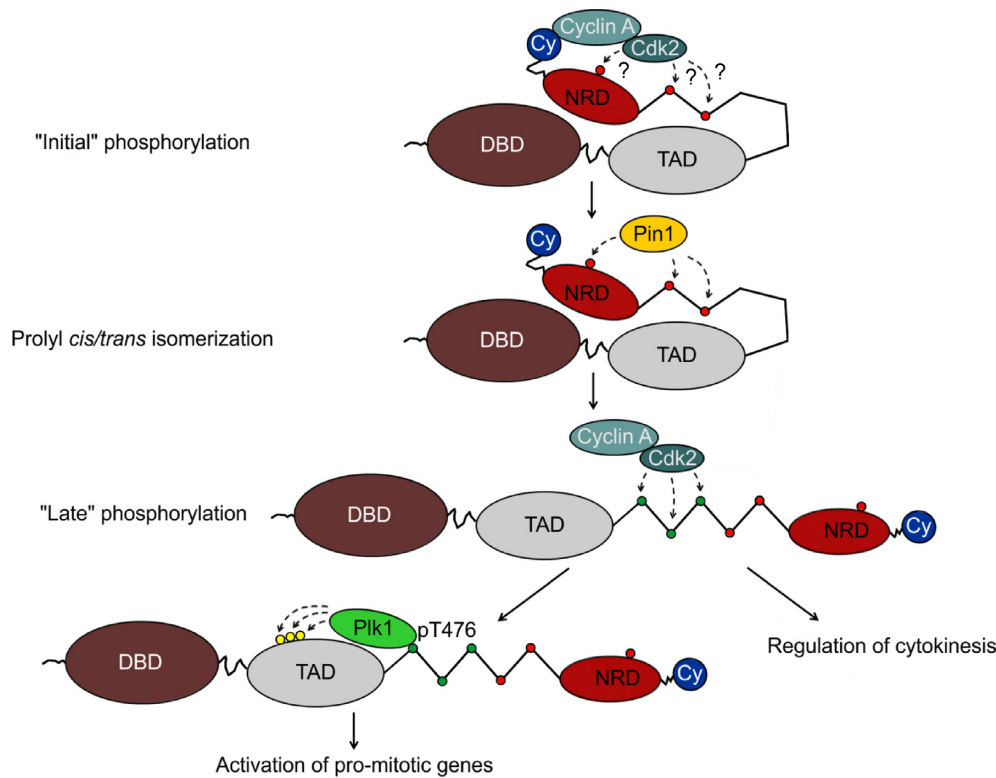 Cyclin A
Cy
Cdk2
?
?
?
NRD
"Initial" phosphorylation
DBD
TAD
Cy
Pin1
NRD
Prolyl cis/trans isomerization
DBD
TAD
Cyclin A
Cdk2
"Late" phosphorylation
DBD
TAD
NRD
Cy
Plk1
pT476
Regulation of cytokinesis
DBD
TAD
NRD
Cy
Activation of pro-mitotic genes